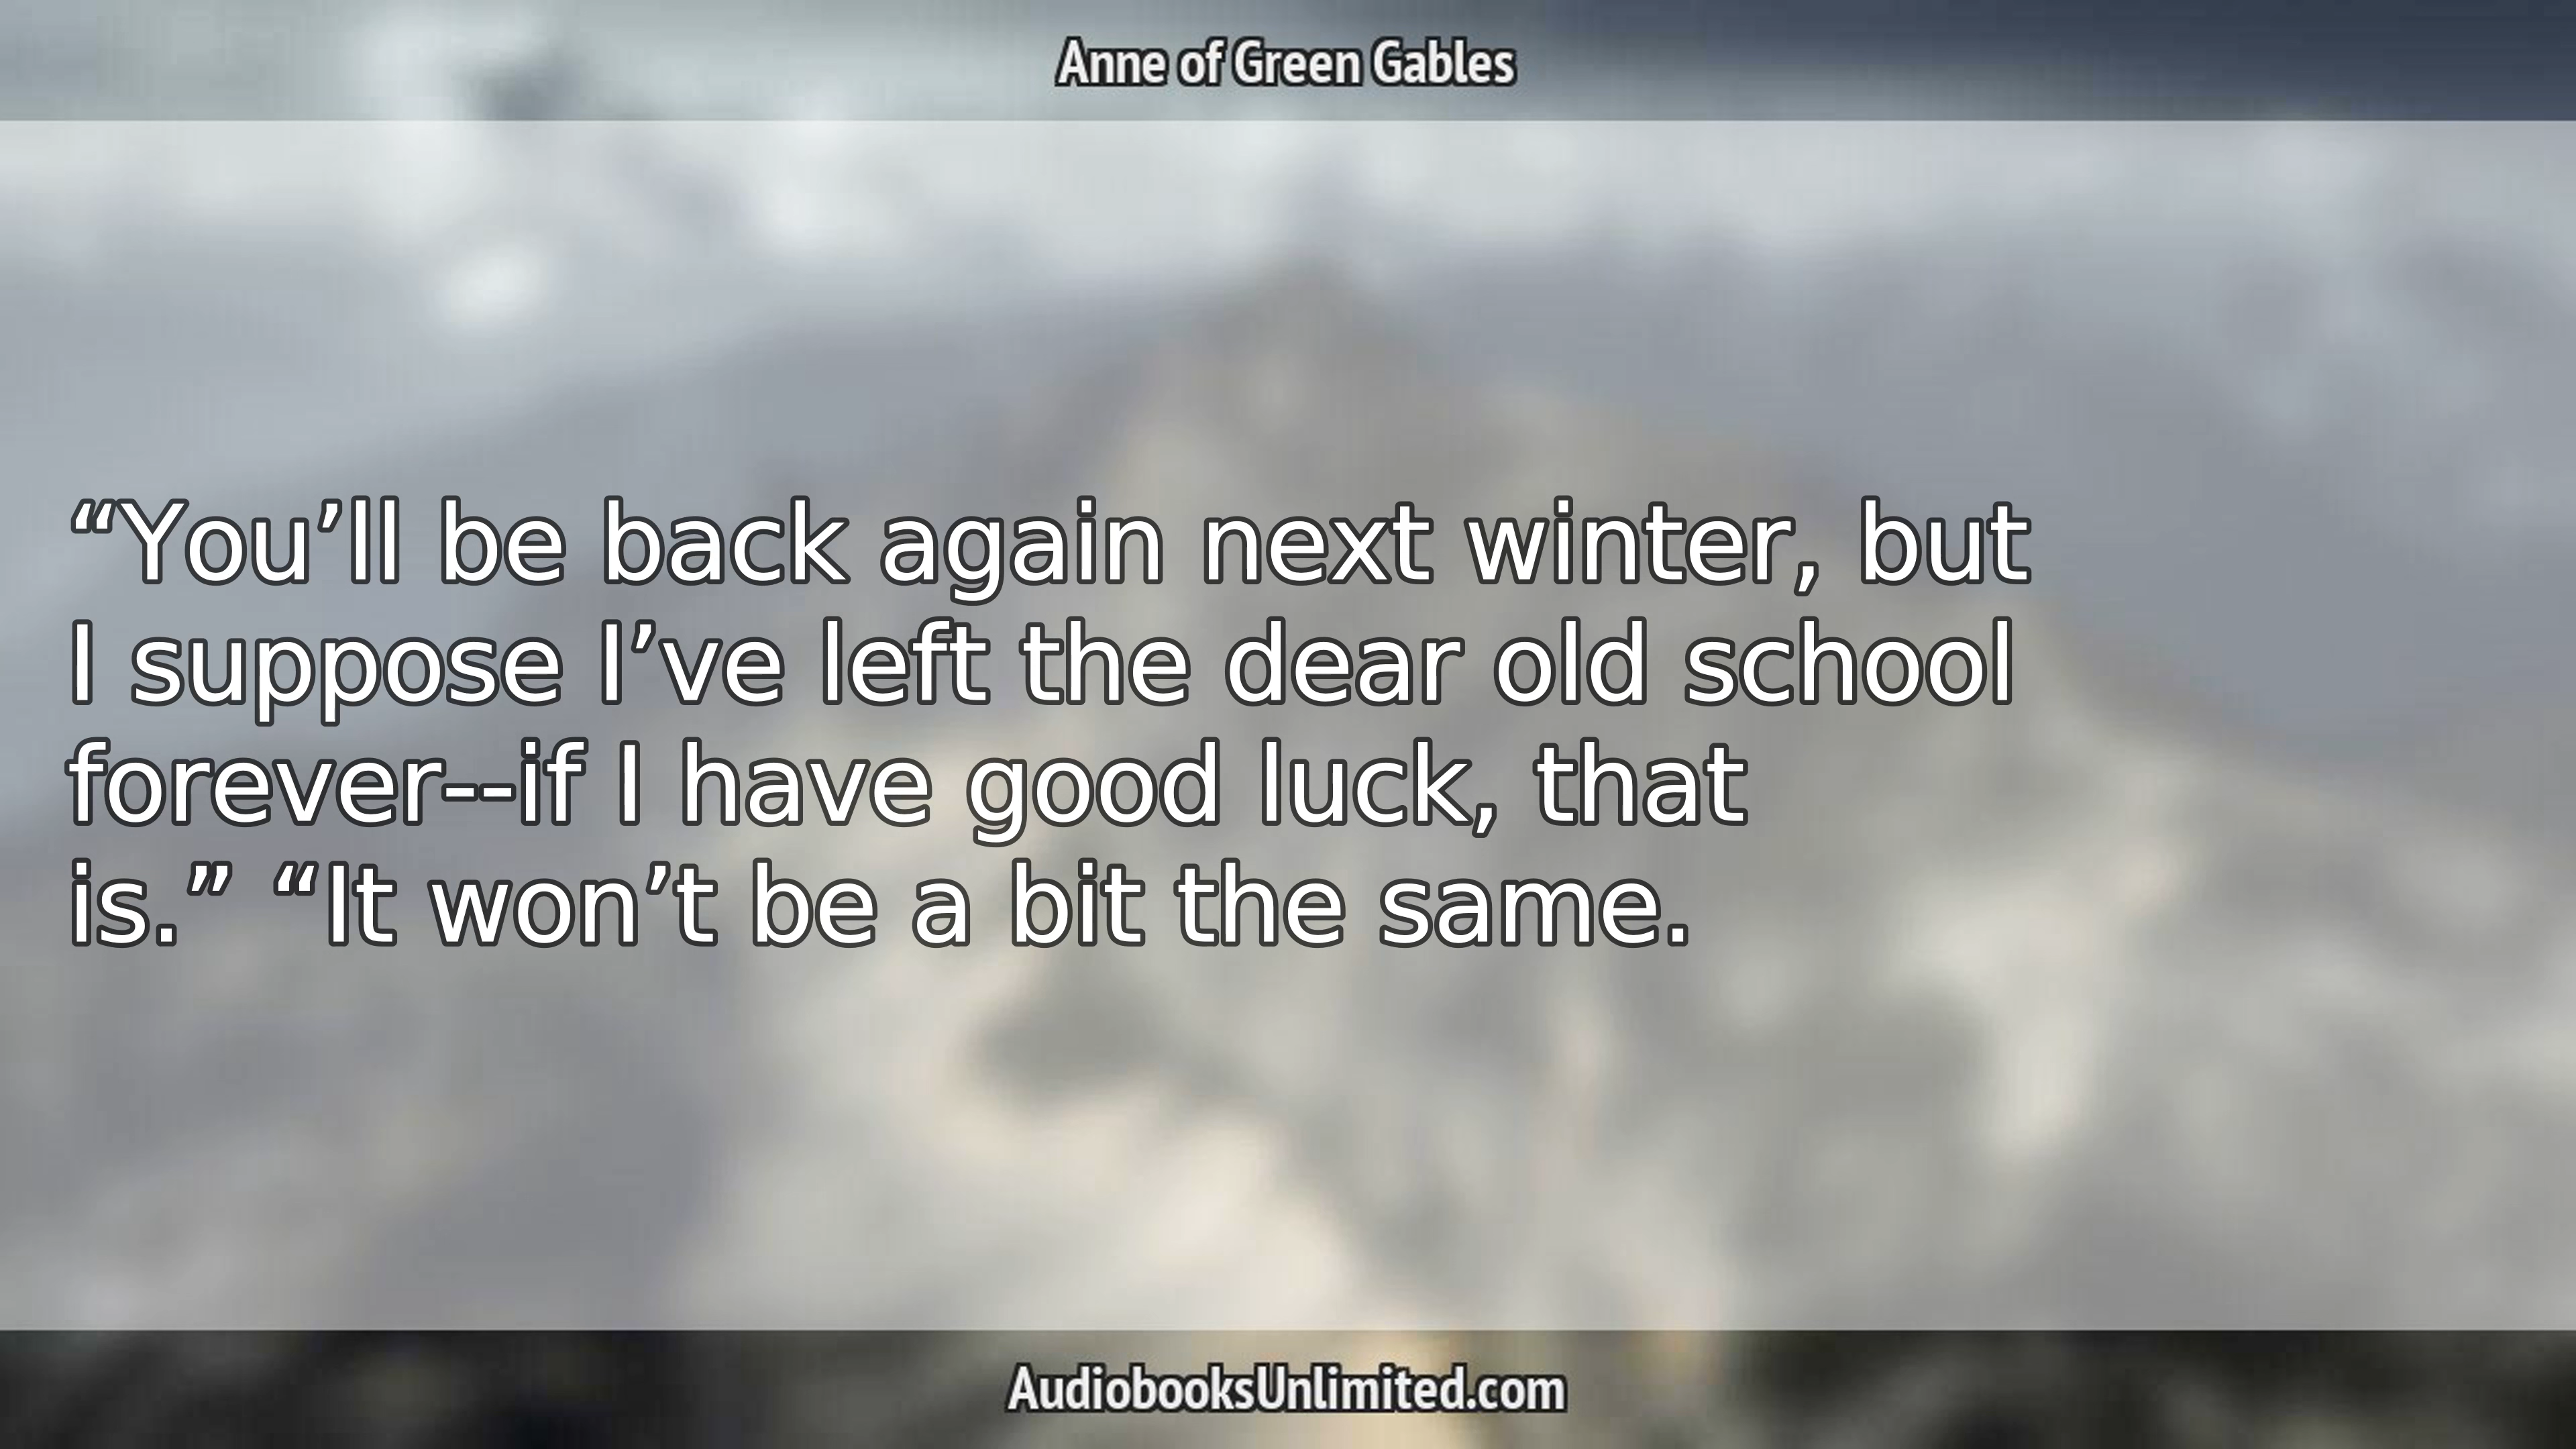 Anne of Green Gables
“You’ll be back again next winter, but
I suppose I’ve left the dear old school
forever--if I have good luck, that
is.” “It won’t be a bit the same.
AudiobooksUnlimited.com